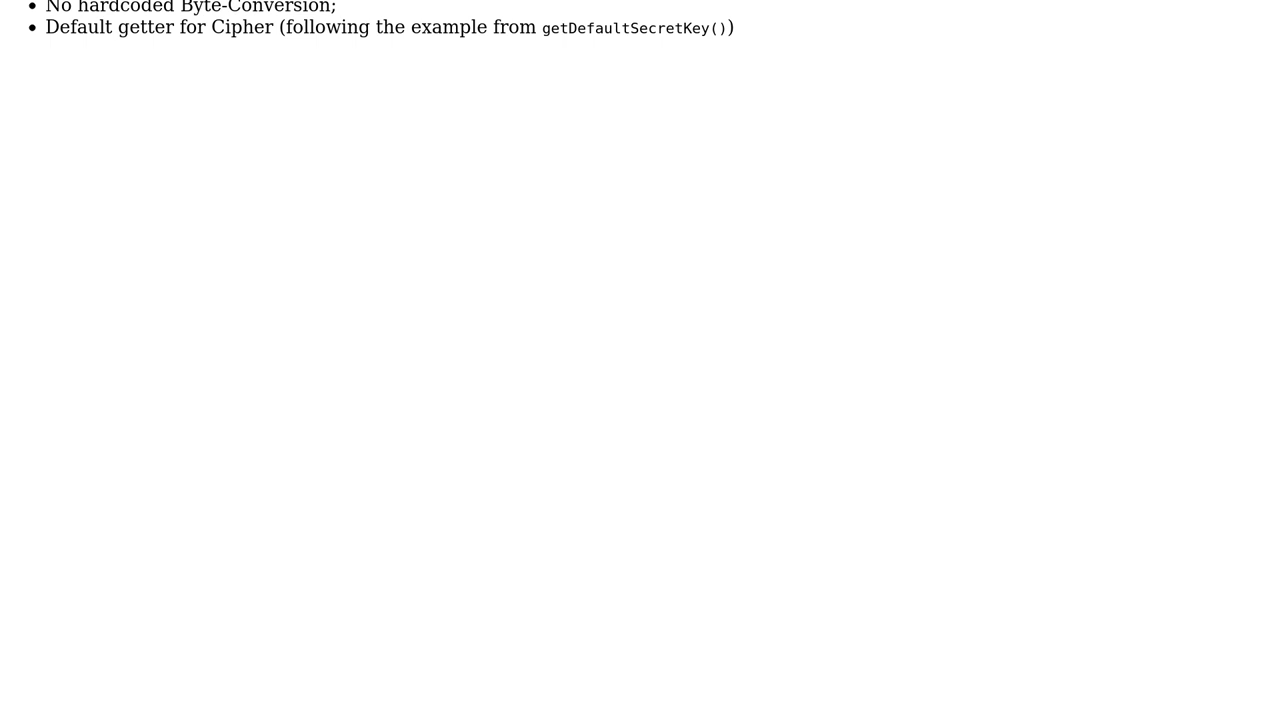 • No hardcoded Byte-Conversion;
• Default getter for Cipher (following the example from getDefaultSecretKey())